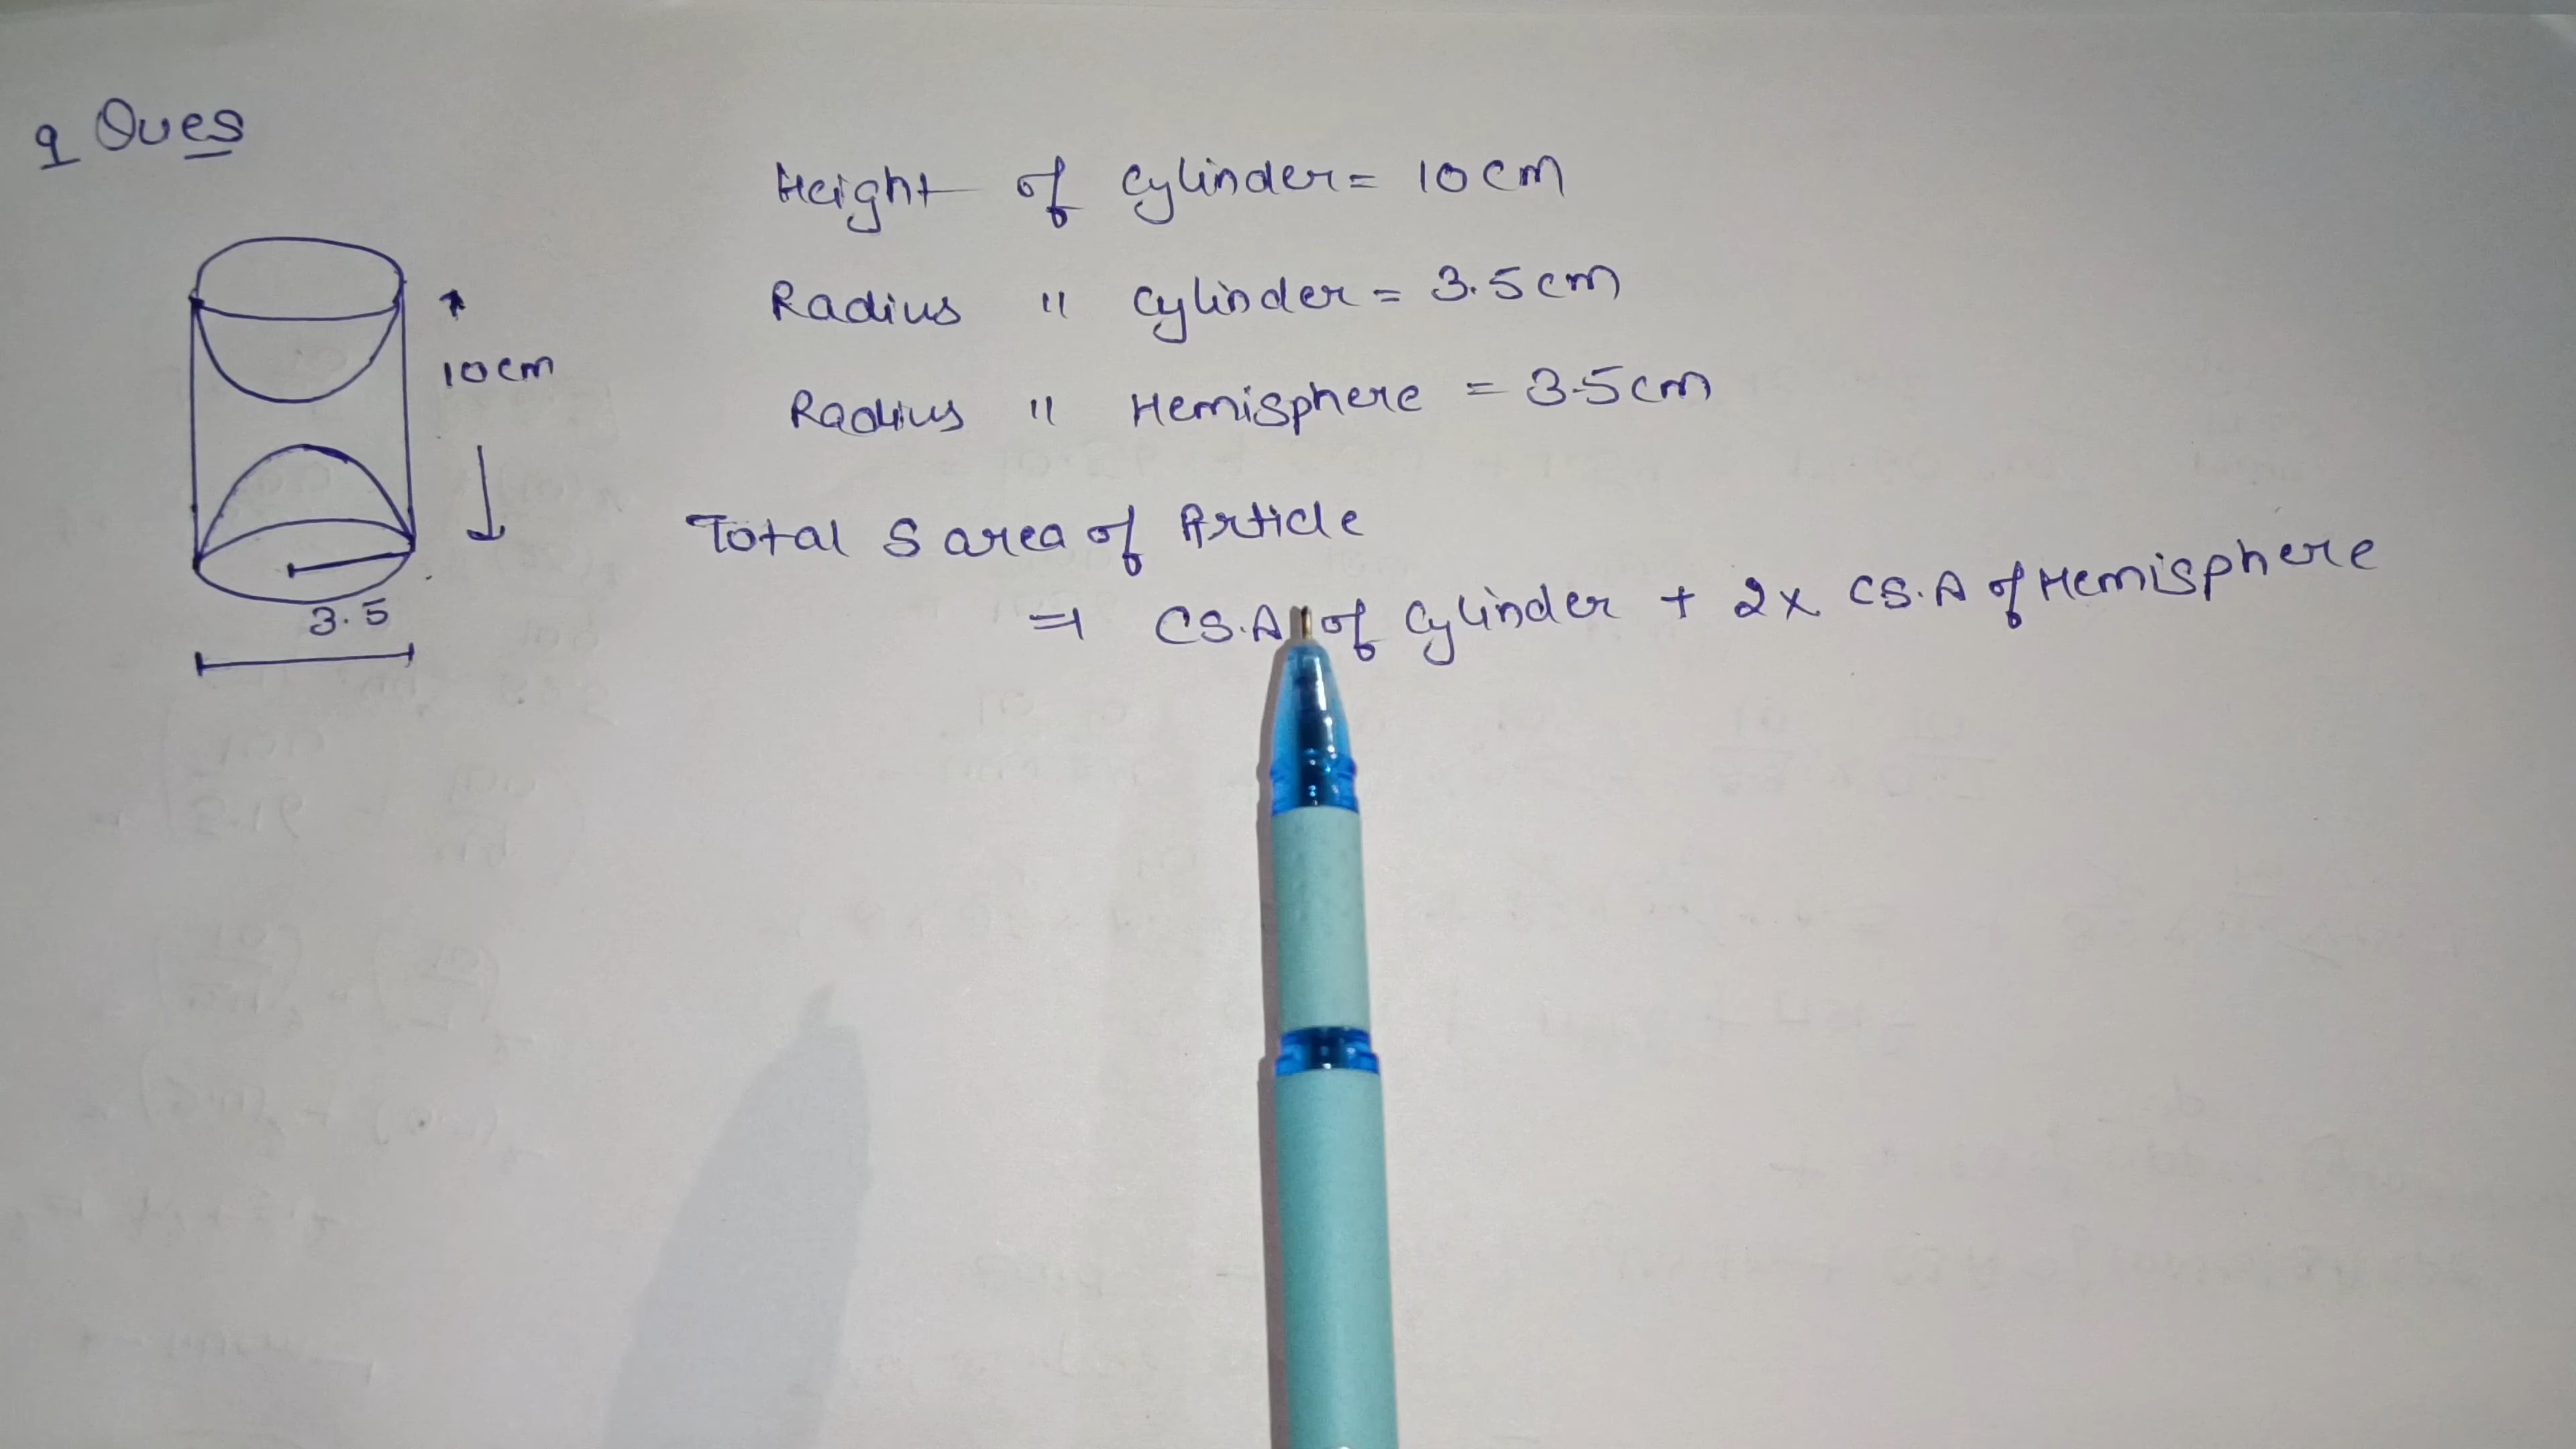 9 Ques
Height of Cylinder = 10cm
Radius " Cylinder = 3.5cm
10cm
Radius " Hemisphere = 3.5cm
Total S area of Article
3.5
⇒ CS.A of Cylinder + 2x CS.A of Hemisphere